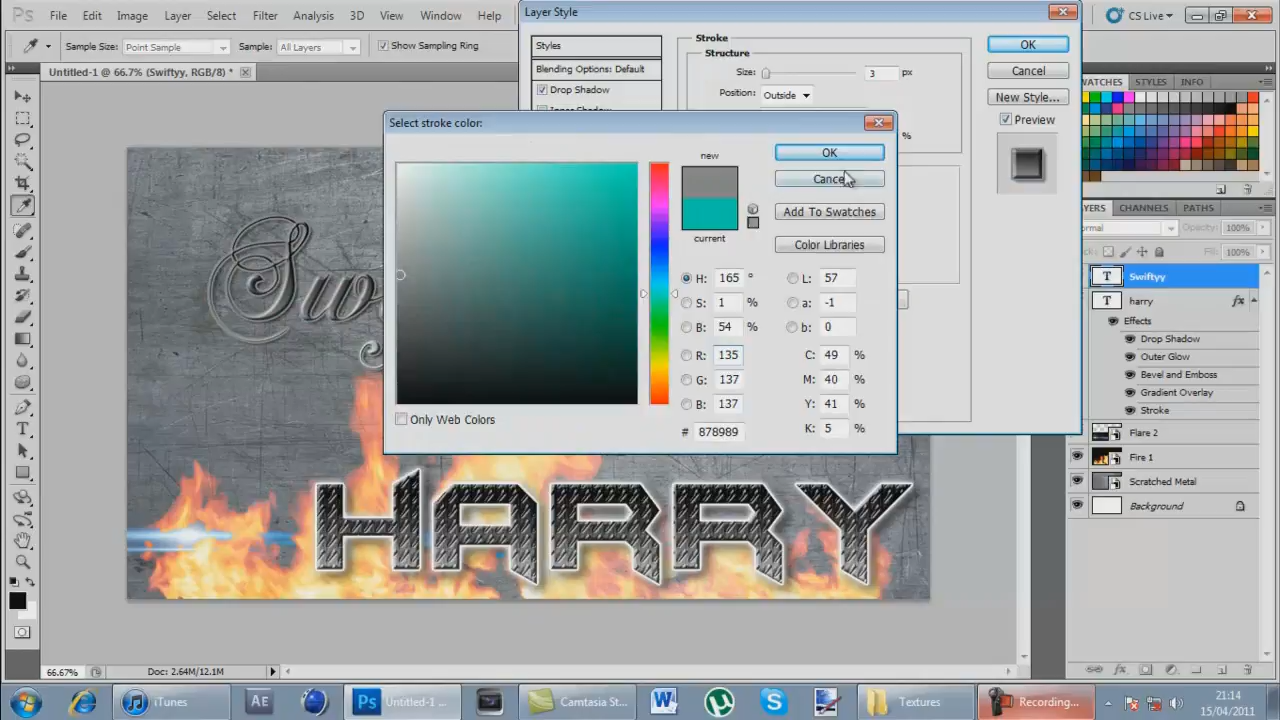 Ps File Edit Image Layer Select Filter Analysis 3D View Window Help
CS Live
Layer Style
Sample Size: Point Sample Sample: All Layers Show Sampling Ring
Untitled-1 @ 66.7% (Swiftyy, RGB/8) *
Styles
Blending Options: Default
Drop Shadow
Stroke
Structure
Size: 3 px
Position: Outside
%
OK
Cancel
New Style...
Preview
SWATCHES STYLES INFO
Select stroke color:
new
current
OK
Cancel
Add To Swatches
Color Libraries
H: 165 °
S: 1 %
B: 54 %
R: 135
G: 137
B: 137
# 878989
L: 57
a: -1
b: 0
C: 49 %
M: 40 %
Y: 41 %
K: 5 %
Only Web Colors
CHANNELS PATHS
Opacity: 100%
Fill: 100%
T Swiftyy
T harry fx
Effects
Drop Shadow
Outer Glow
Bevel and Emboss
Gradient Overlay
Stroke
Flare 2
Fire 1
Scratched Metal
Background
HARRY
66.67% Doc: 2.64M/12.1M
iTunes
Ae
Ps Untitled-1 ...
Camtasia St...
W
S
Textures
Recording...
21:14
15/04/2011